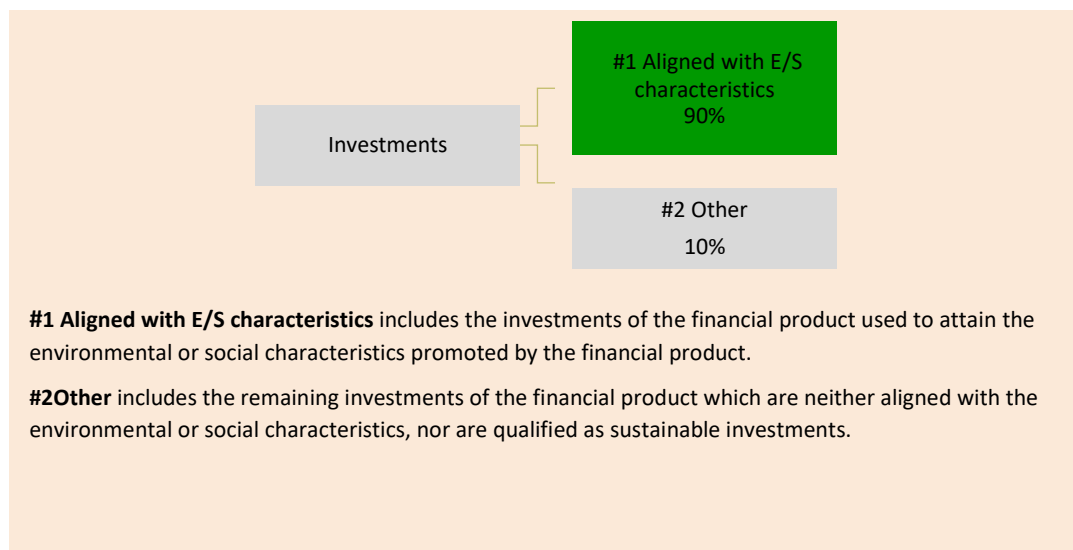 #1 Aligned with E/S
characteristics
90%
Investments
#2 Other
10%
#1 Aligned with E/S characteristics includes the investments of the financial product used to attain the
environmental or social characteristics promoted by the financial product.
#2Other includes the remaining investments of the financial product which are neither aligned with the
environmental or social characteristics, nor are qualified as sustainable investments.